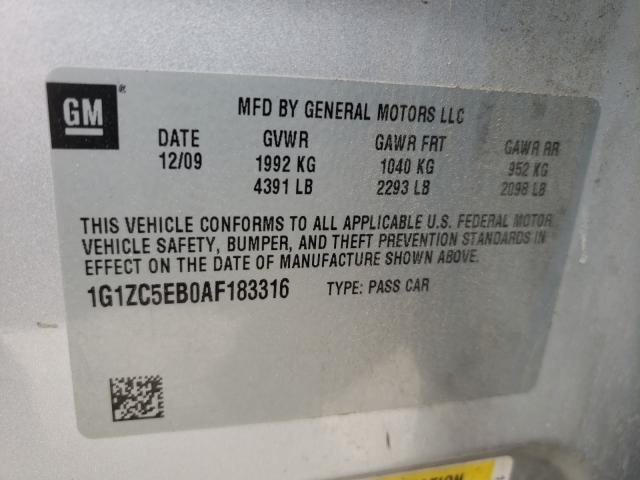 GM
MFD BY GENERAL MOTORS LLC
DATE GVWR GAWR FRT GAWR RR
12/09 1992 KG 1040 KG 952 KG
4391 LB 2293 LB 2098 LB
THIS VEHICLE CONFORMS TO ALL APPLICABLE U.S. FEDERAL MOTOR
VEHICLE SAFETY, BUMPER, AND THEFT PREVENTION STANDARDS IN
EFFECT ON THE DATE OF MANUFACTURE SHOWN ABOVE.
1G1ZC5EB0AF183316 TYPE: PASS CAR